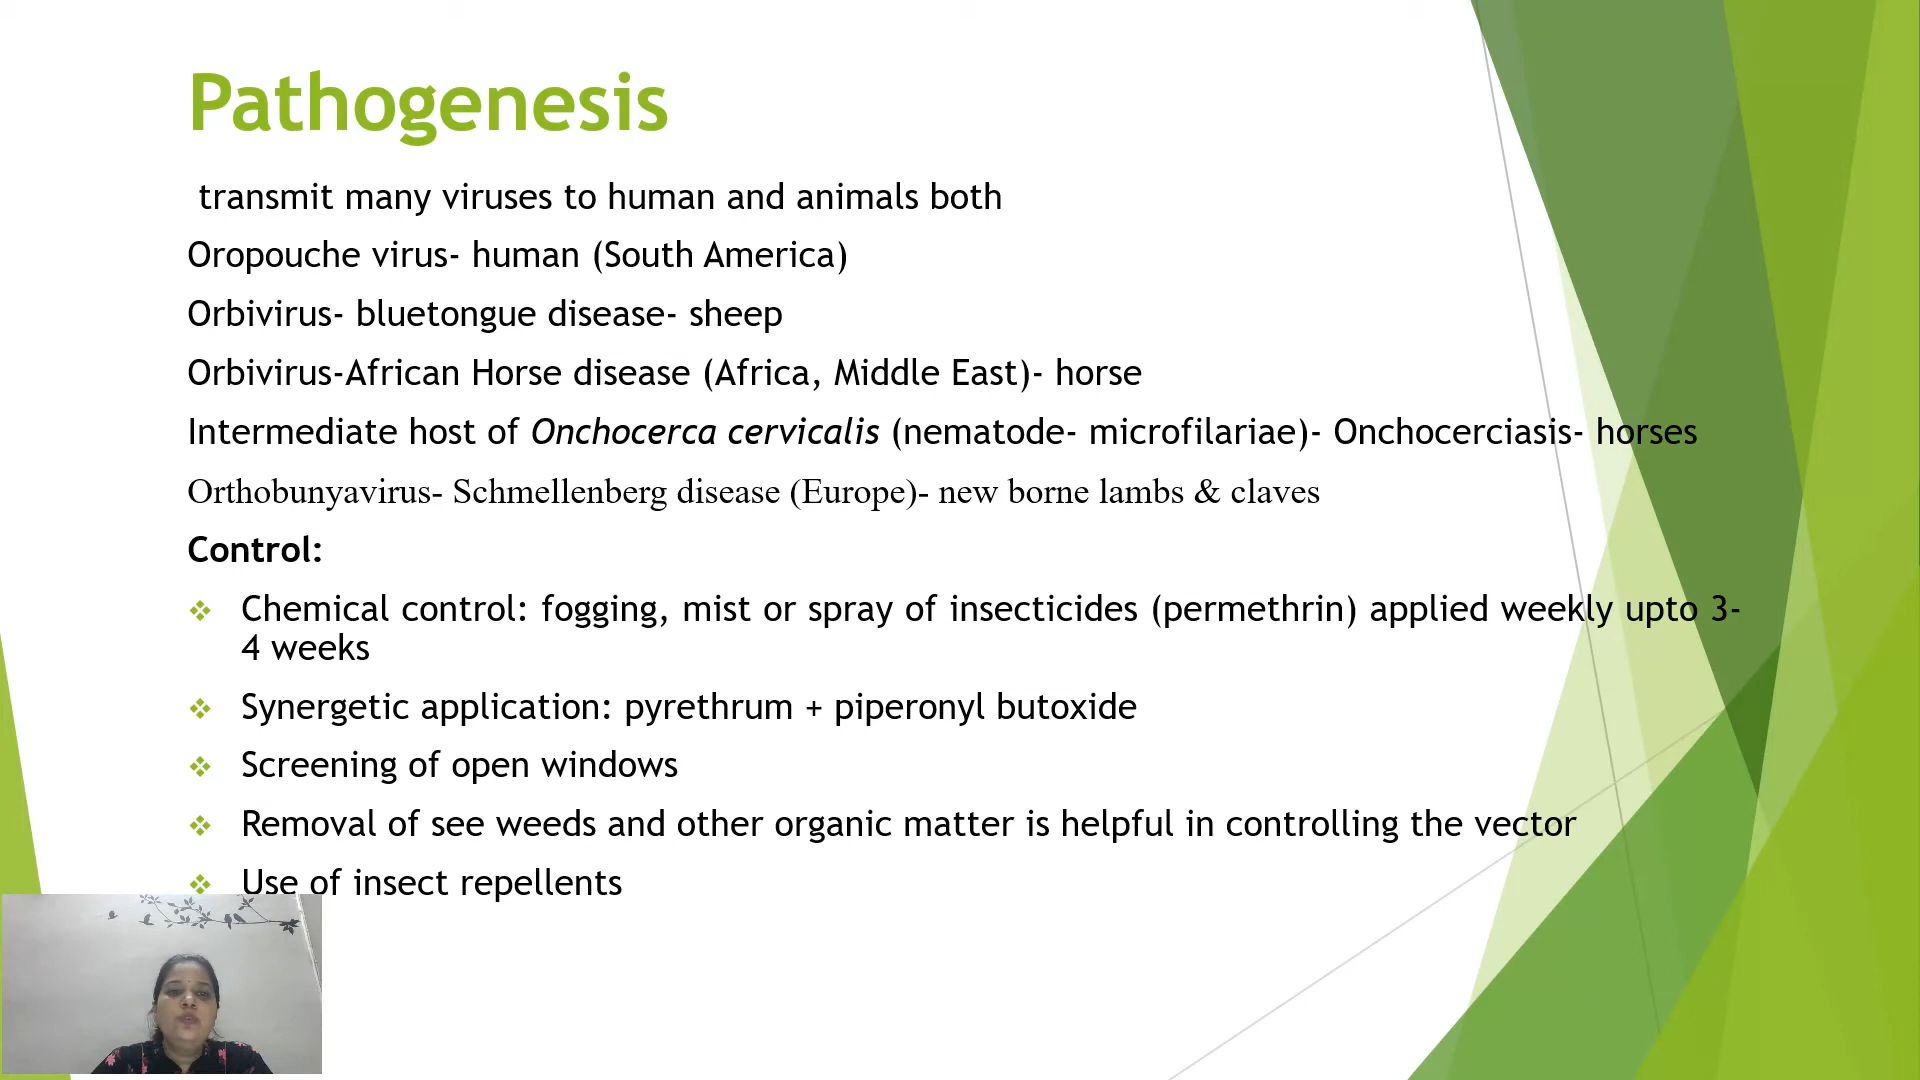 Pathogenesis
transmit many viruses to human and animals both
Oropouche virus- human (South America)
Orbivirus- bluetongue disease- sheep
Orbivirus-African Horse disease (Africa, Middle East)- horse
Intermediate host of Onchocerca cervicalis (nematode- microfilariae)- Onchocerciasis- horses
Orthobunyavirus- Schmellenberg disease (Europe)- new borne lambs & claves
Control:
❖ Chemical control: fogging, mist or spray of insecticides (permethrin) applied weekly upto 3-
4 weeks
❖ Synergetic application: pyrethrum + piperonyl butoxide
❖ Screening of open windows
❖ Removal of see weeds and other organic matter is helpful in controlling the vector
❖ Use of insect repellents